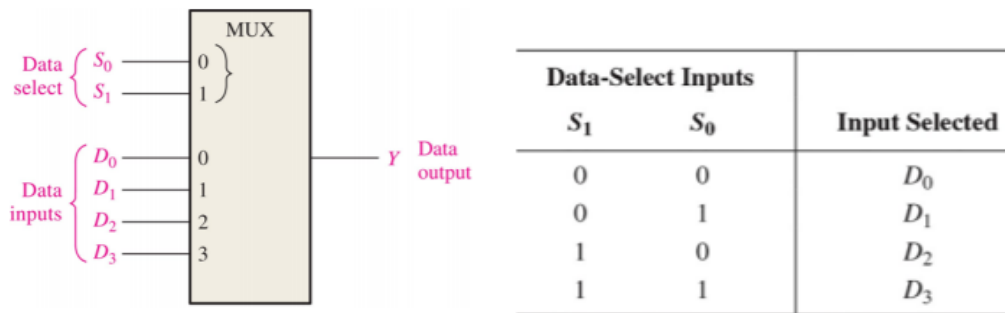 MUX
Data select
S₀ 0
S₁ 1
Data inputs
D₀ 0
D₁ 1
D₂ 2
D₃ 3
Y Data output
Data-Select Inputs
S₁ S₀ Input Selected
0 0 D₀
0 1 D₁
1 0 D₂
1 1 D₃